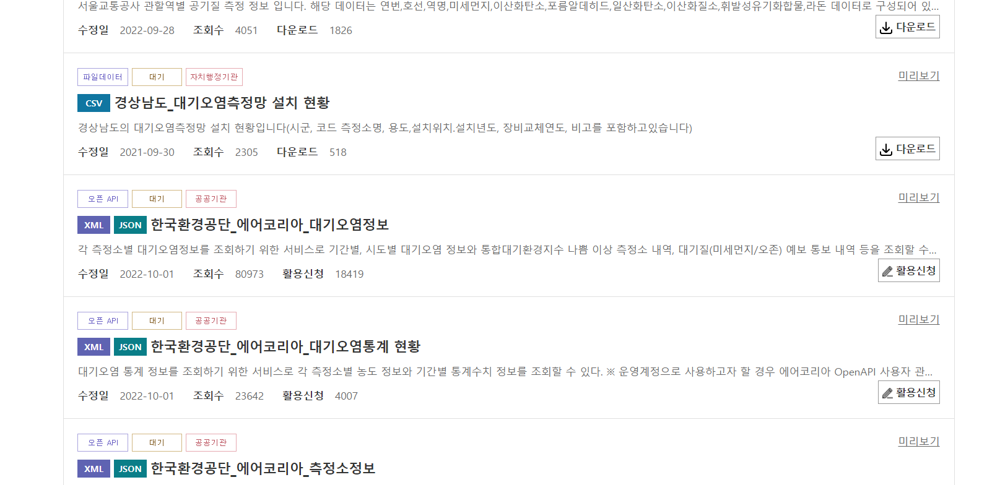 서울교통공사 관할역별 공기질 측정 정보 입니다. 해당 데이터는 연번,호선,역명,미세먼지,이산화탄소,포름알데히드,일산화탄소,이산화질소,휘발성유기화합물,라돈 데이터로 구성되어 있...
수정일 2022-09-28 조회수 4051 다운로드 1826 다운로드
파일데이터 대기 자치행정기관 미리보기
CSV 경상남도_대기오염측정망 설치 현황
경상남도의 대기오염측정망 설치 현황입니다(시군, 코드 측정소명, 용도,설치위치.설치년도, 장비교체연도, 비고를 포함하고있습니다)
수정일 2021-09-30 조회수 2305 다운로드 518 다운로드
오픈 API 대기 공공기관 미리보기
XML JSON 한국환경공단_에어코리아_대기오염정보
각 측정소별 대기오염정보를 조회하기 위한 서비스로 기간별, 시도별 대기오염 정보와 통합대기환경지수 나쁨 이상 측정소 내역, 대기질(미세먼지/오존) 예보 통보 내역 등을 조회할 수...
수정일 2022-10-01 조회수 80973 활용신청 18419 활용신청
오픈 API 대기 공공기관 미리보기
XML JSON 한국환경공단_에어코리아_대기오염통계 현황
대기오염 통계 정보를 조회하기 위한 서비스로 각 측정소별 농도 정보와 기간별 통계수치 정보를 조회할 수 있다. ※ 운영계정으로 사용하고자 할 경우 에어코리아 OpenAPI 사용자 관...
수정일 2022-10-01 조회수 23642 활용신청 4007 활용신청
오픈 API 대기 공공기관 미리보기
XML JSON 한국환경공단_에어코리아_측정소정보